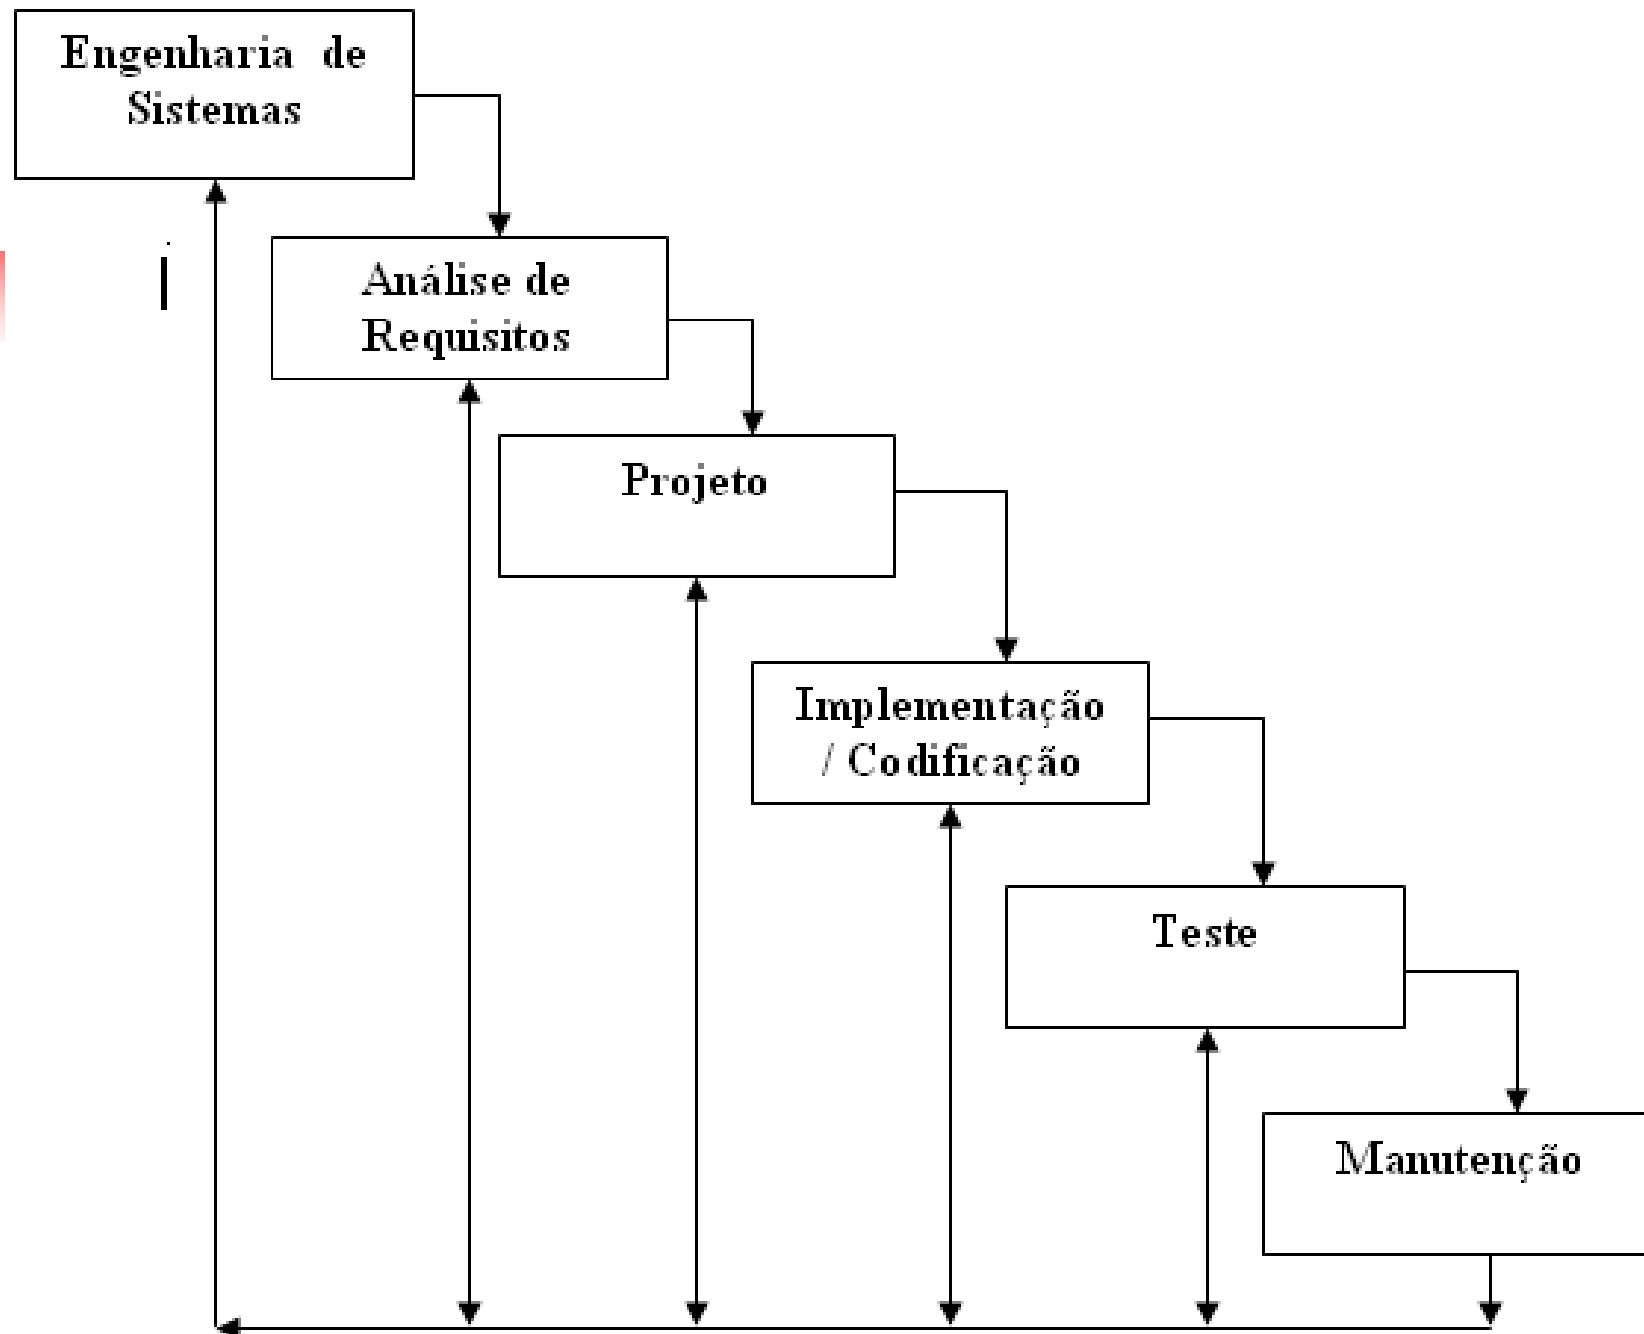 Engenharia de
Sistemas
Análise de
Requisitos
Projeto
Implementação
/ Codificação
Teste
Manutenção